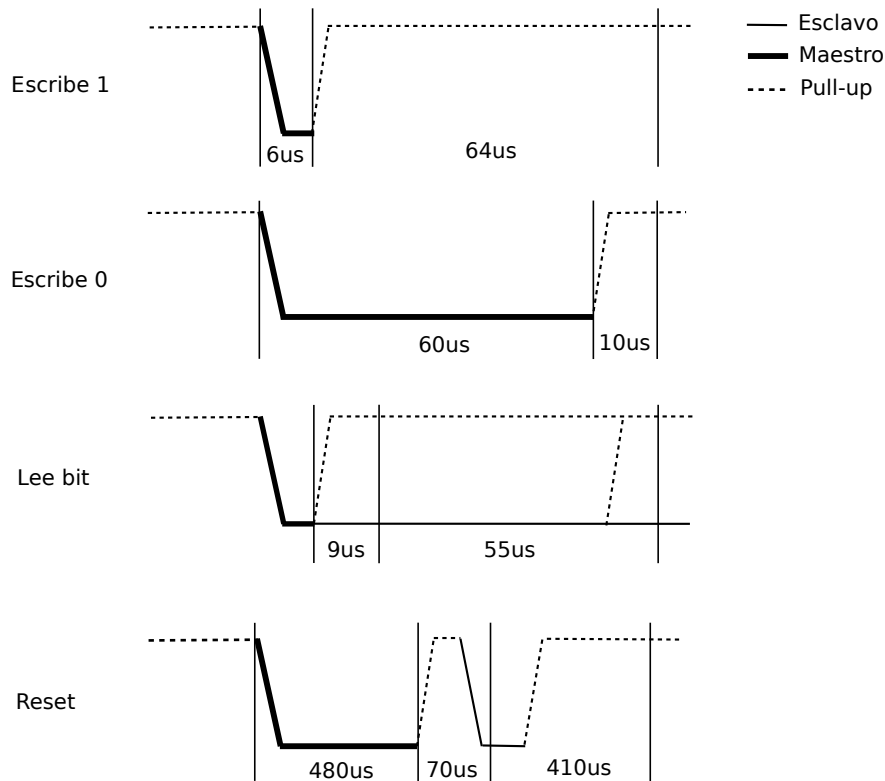 Esclavo
Maestro
Pull-up
Escribe 1
6us
64us
Escribe 0
60us
10us
Lee bit
9us
55us
Reset
480us
70us
410us